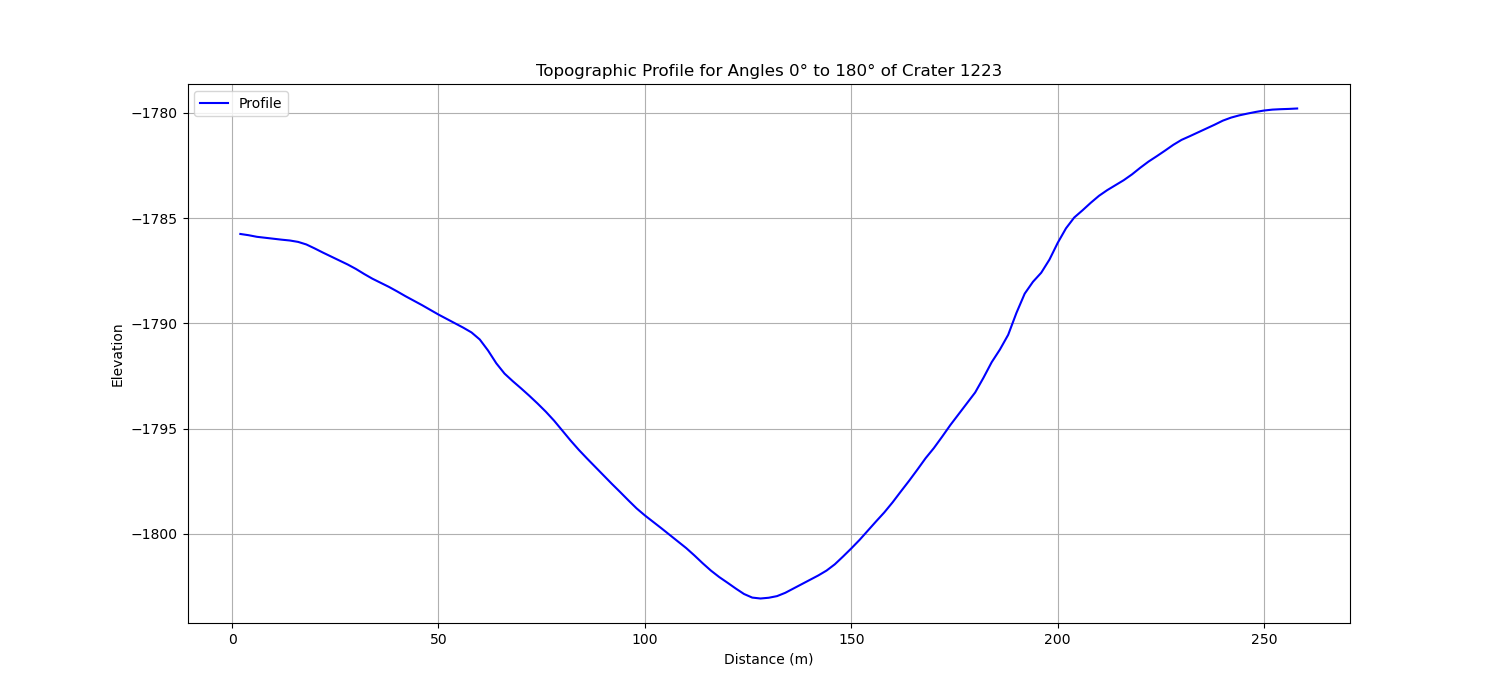 Topographic Profile for Angles 0° to 180° of Crater 1223
Profile
−1780
−1785
−1790
−1795
−1800
Elevation
0
50
100
150
200
250
Distance (m)